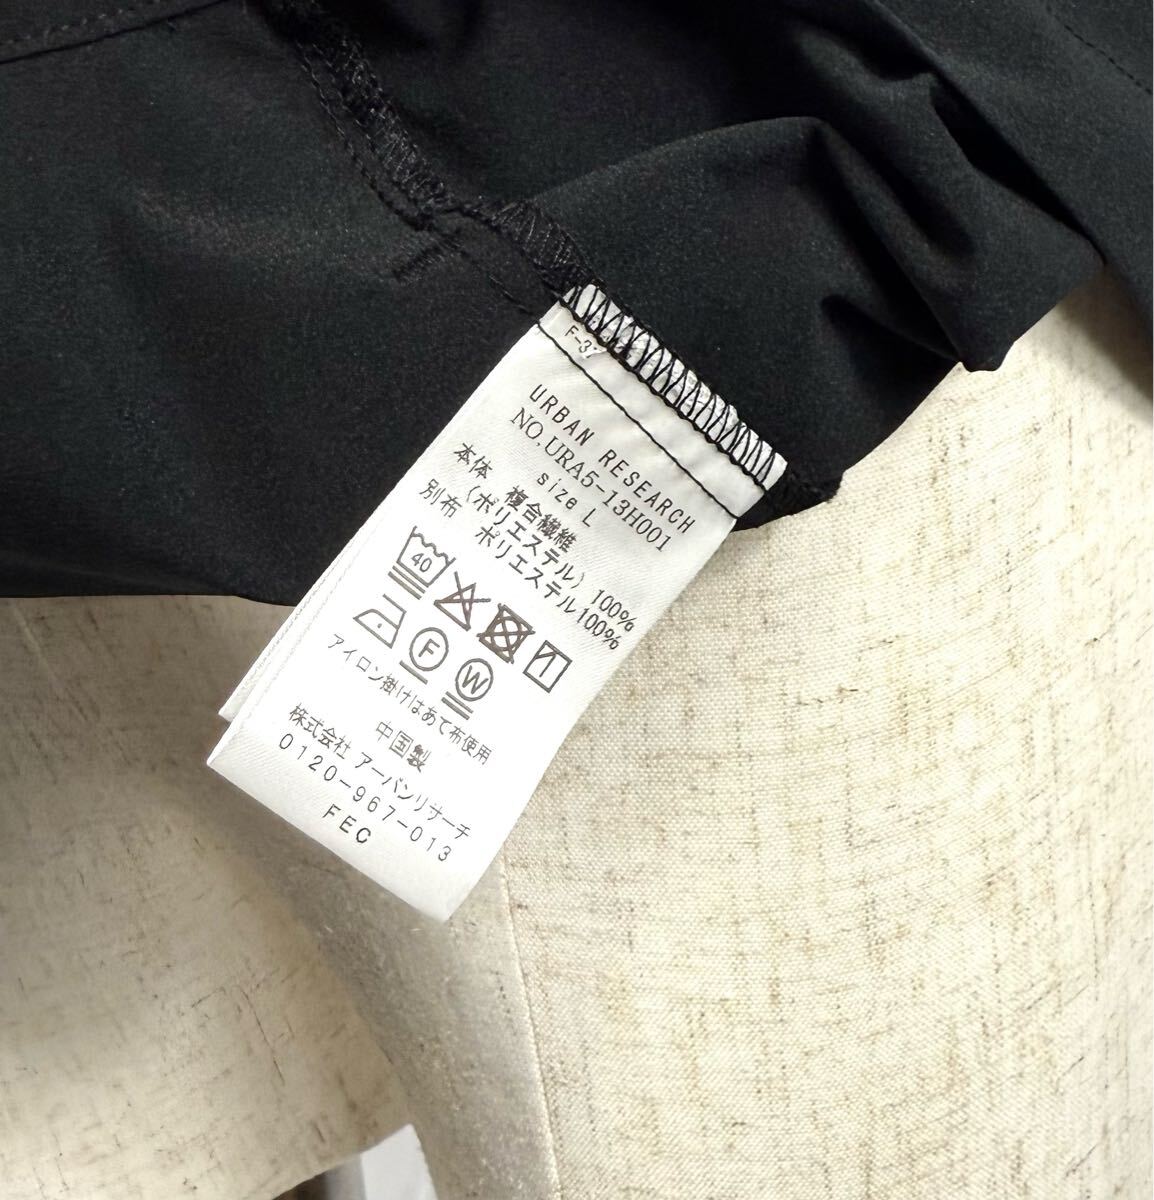 F-37
URBAN RESEARCH
NO.URA5-13H001
size L
本体 複合繊維
(ポリエステル) 100%
別布 ポリエステル100%
40
F
W
アイロン掛けはあて布使用
中国製
株式会社 アーバンリサーチ
0120-967-013
FEC